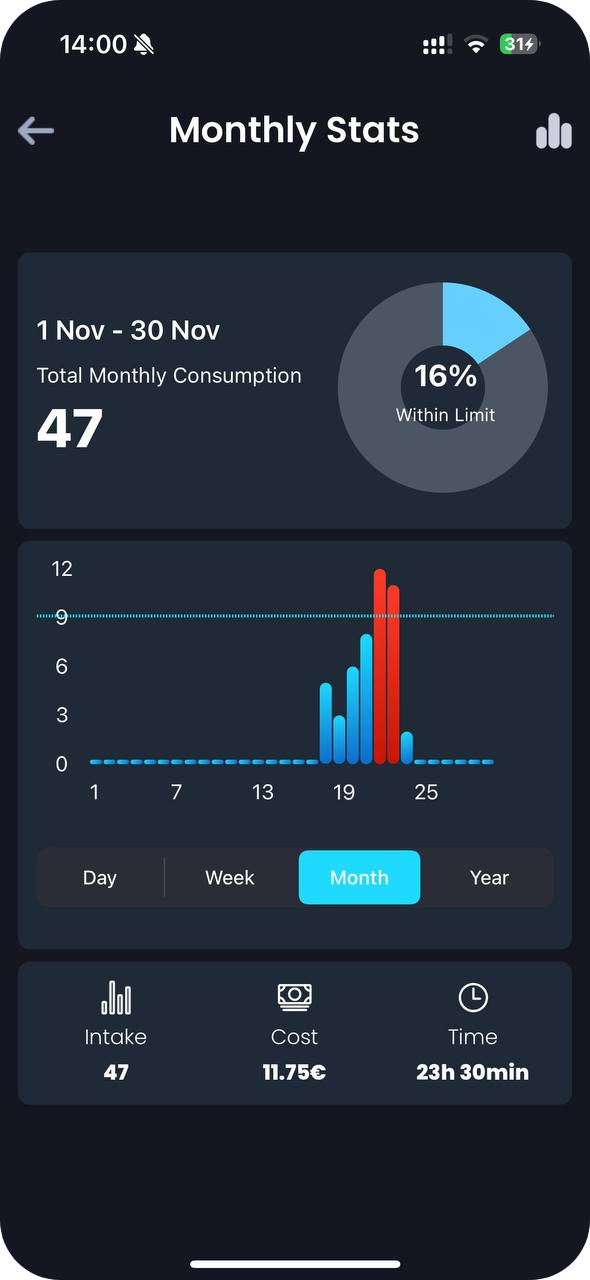 14:00
31
Monthly Stats
1 Nov - 30 Nov
Total Monthly Consumption
47
16%
Within Limit
12
9
6
3
0
1 7 13 19 25
Day Week Month Year
Intake Cost Time
47 11.75€ 23h 30min